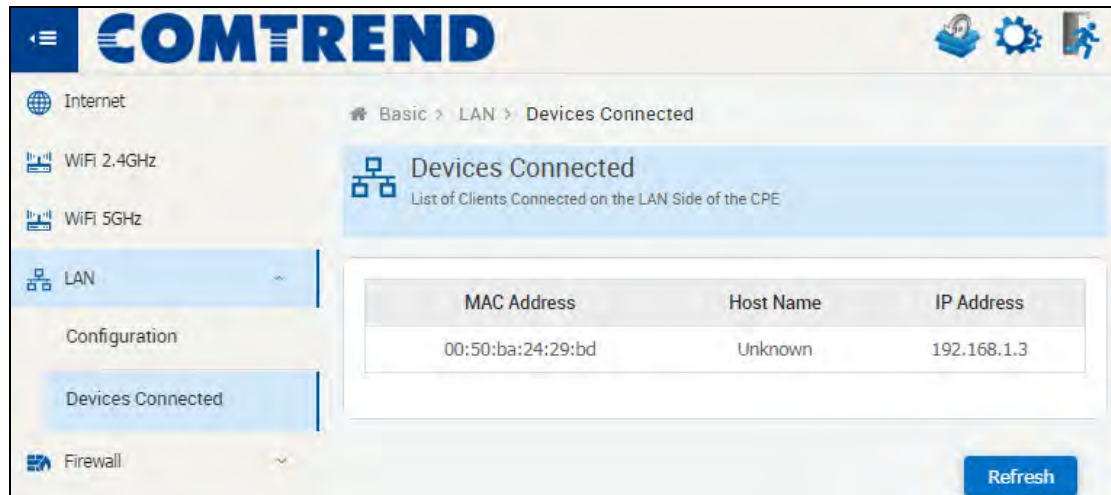 COMTREND
Internet
WiFi 2.4GHz
WiFi 5GHz
LAN
Configuration
Devices Connected
Firewall
Basic > LAN > Devices Connected
Devices Connected
List of Clients Connected on the LAN Side of the CPE
MAC Address Host Name IP Address
00:50:ba:24:29:bd Unknown 192.168.1.3
Refresh